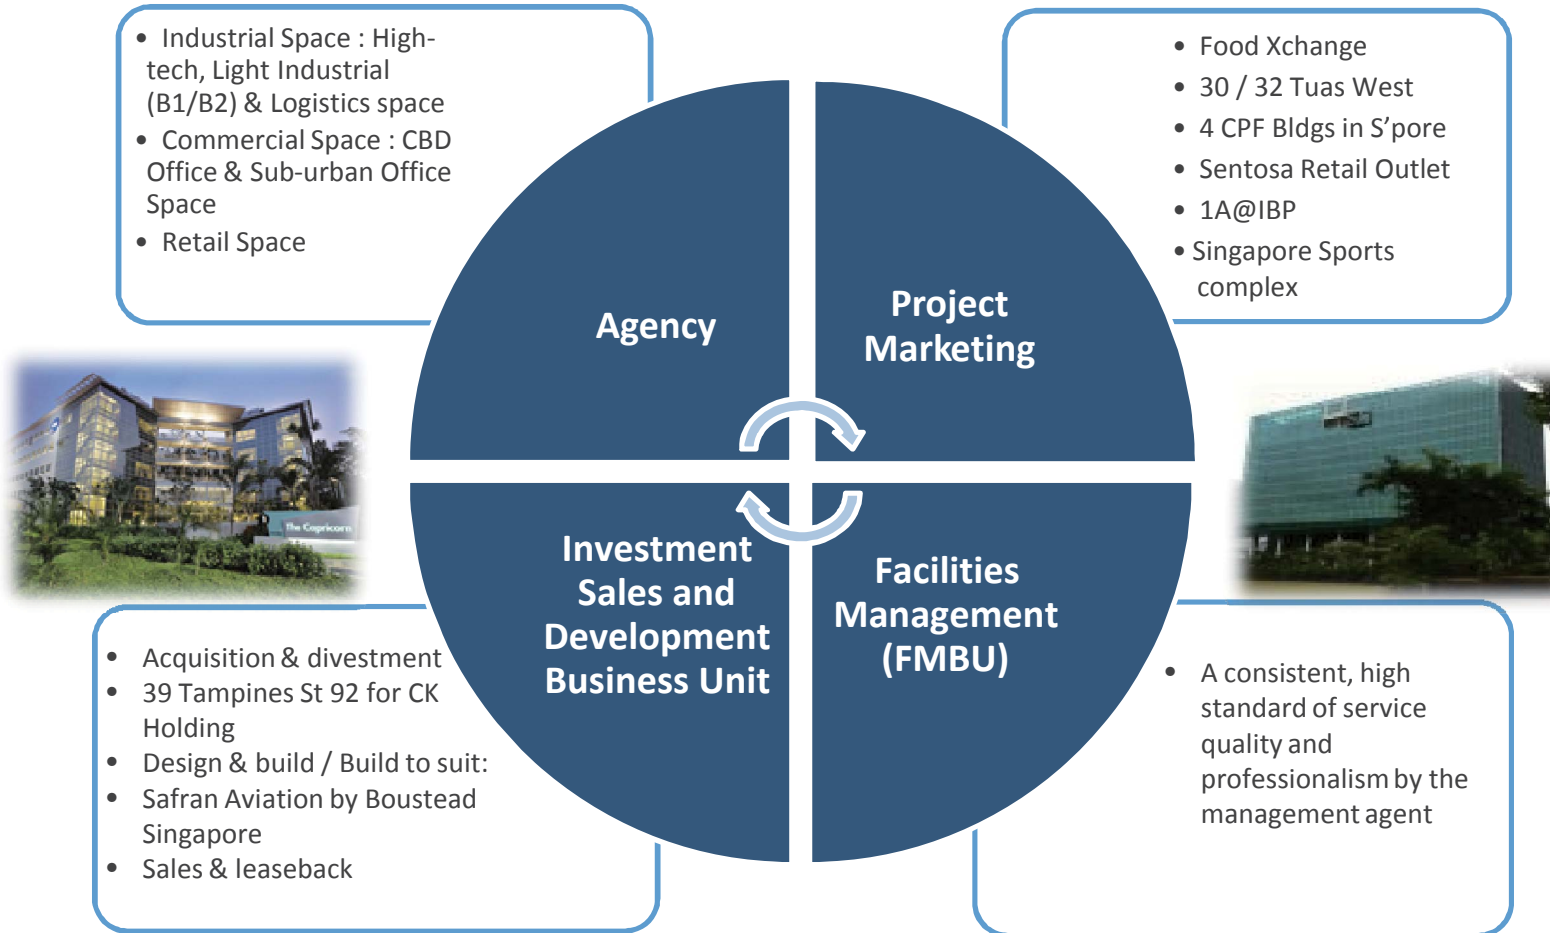 • Industrial Space : High-
tech, Light Industrial
(B1/B2) & Logistics space
• Commercial Space : CBD
Office & Sub-urban Office
Space
• Retail Space
• Food Xchange
• 30 / 32 Tuas West
• 4 CPF Bldgs in S’pore
• Sentosa Retail Outlet
• 1A@IBP
• Singapore Sports
complex
Agency
Project
Marketing
The Capricorn
Investment
Sales and
Development
Business Unit
Facilities
Management
(FMBU)
• Acquisition & divestment
• 39 Tampines St 92 for CK
Holding
• Design & build / Build to suit:
• Safran Aviation by Boustead
Singapore
• Sales & leaseback
• A consistent, high
standard of service
quality and
professionalism by the
management agent